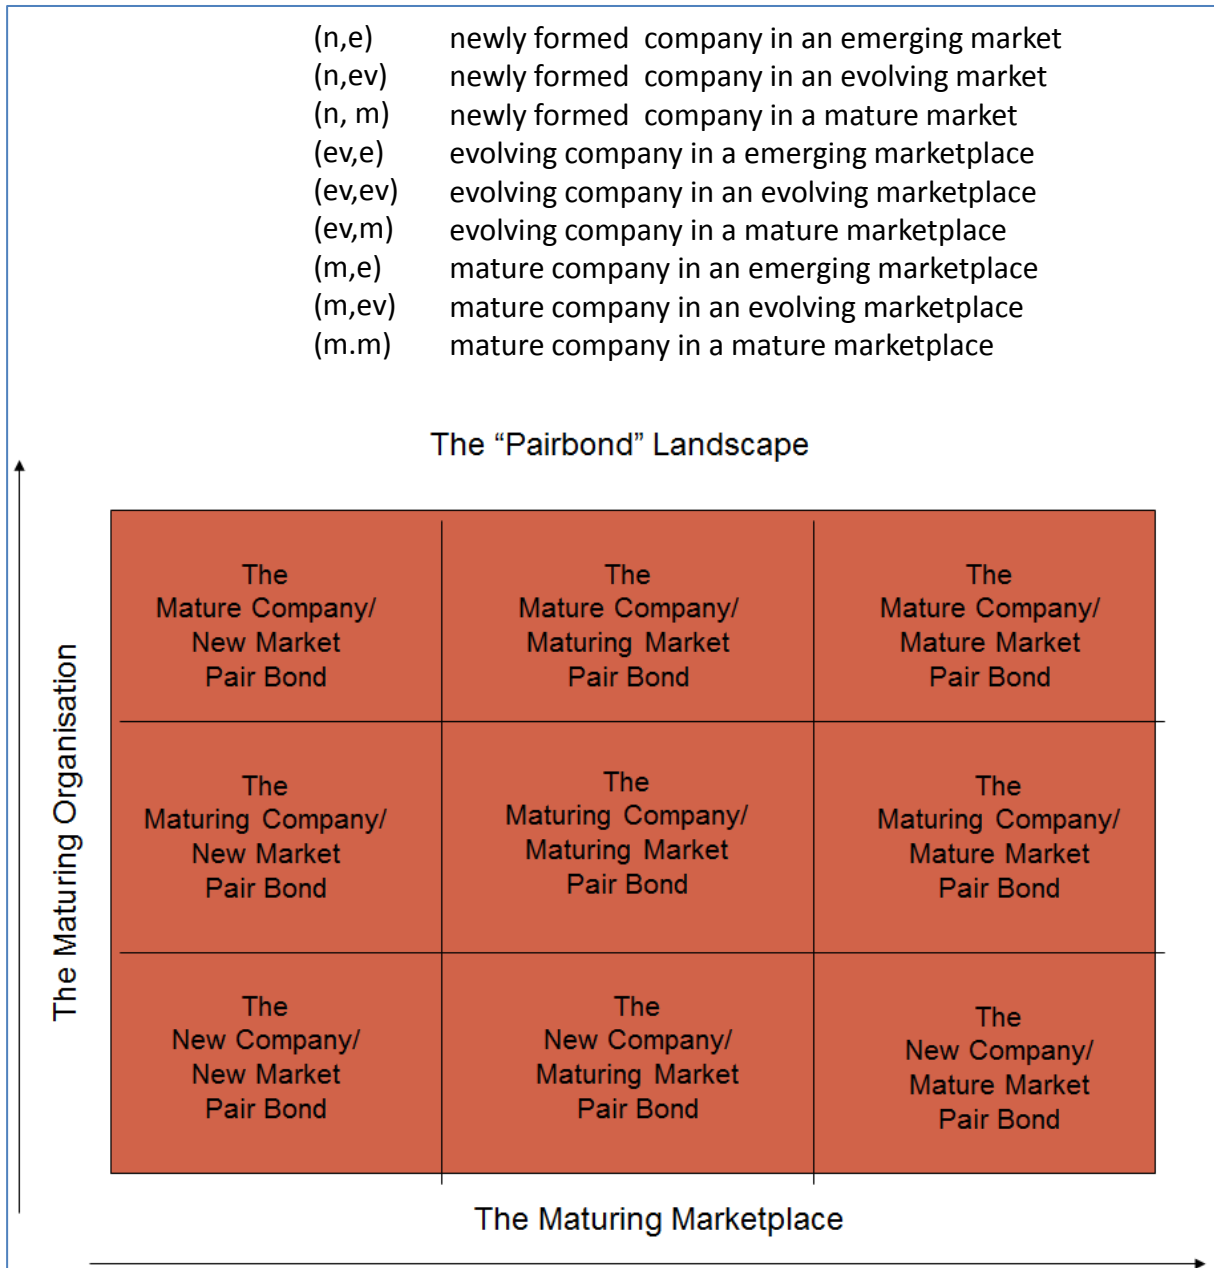 (n,e) newly formed company in an emerging market
(n,ev) newly formed company in an evolving market
(n, m) newly formed company in a mature market
(ev,e) evolving company in a emerging marketplace
(ev,ev) evolving company in an evolving marketplace
(ev,m) evolving company in a mature marketplace
(m,e) mature company in an emerging marketplace
(m,ev) mature company in an evolving marketplace
(m.m) mature company in a mature marketplace
The “Pairbond” Landscape
The Maturing Organisation
The
Mature Company/
New Market
Pair Bond
The
Mature Company/
Maturing Market
Pair Bond
The
Mature Company/
Mature Market
Pair Bond
The
Maturing Company/
New Market
Pair Bond
The
Maturing Company/
Maturing Market
Pair Bond
The
Maturing Company/
Mature Market
Pair Bond
The
New Company/
New Market
Pair Bond
The
New Company/
Maturing Market
Pair Bond
The
New Company/
Mature Market
Pair Bond
The Maturing Marketplace